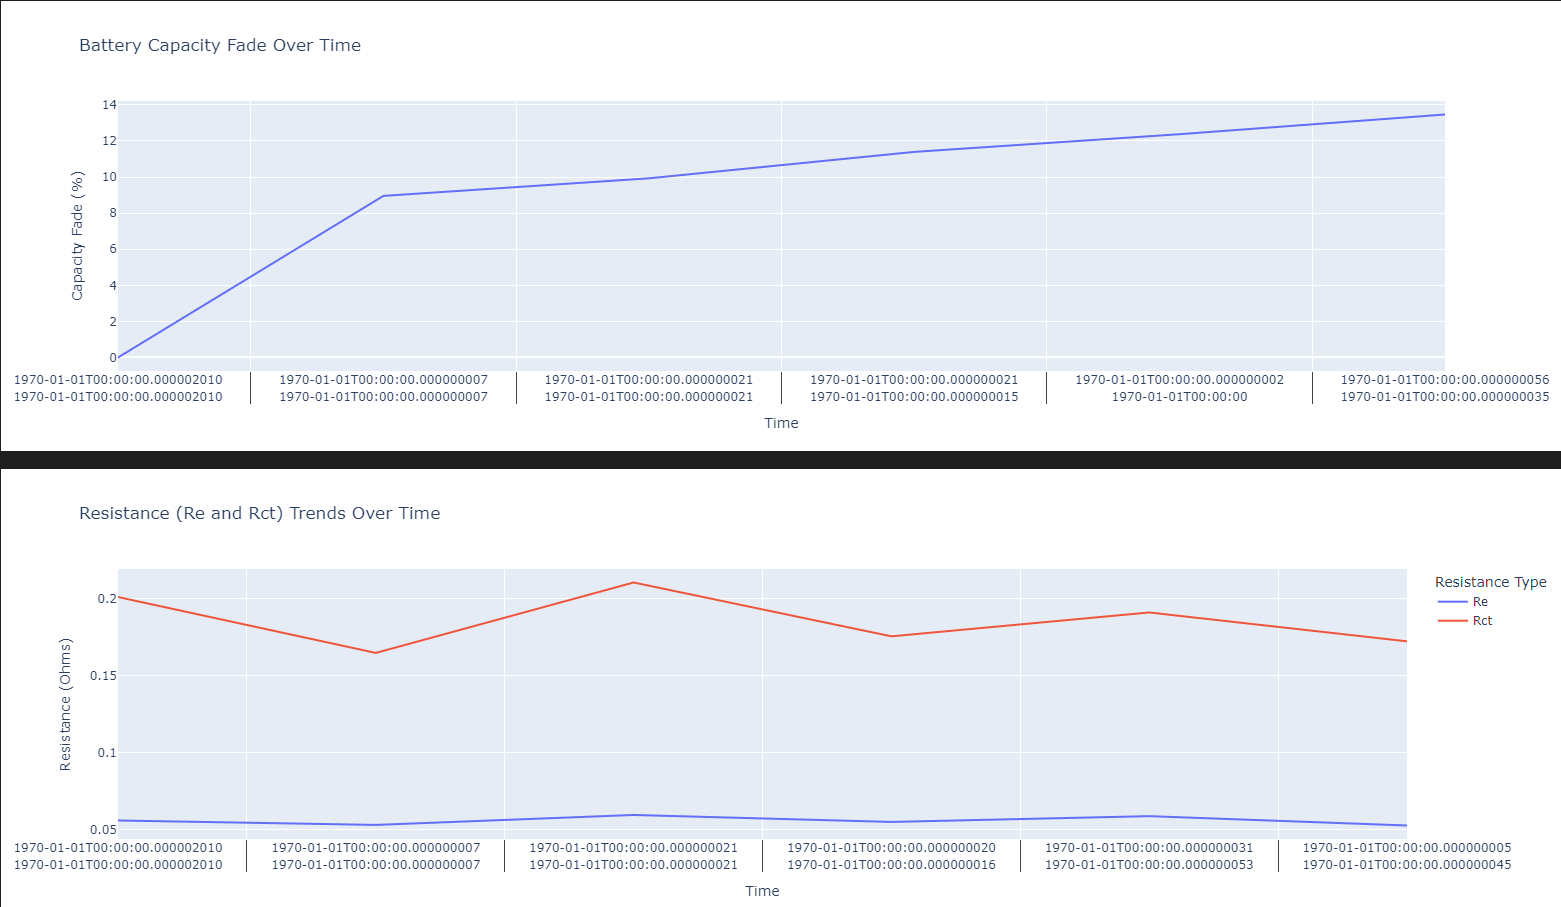 Battery Capacity Fade Over Time
Capacity Fade (%)
14
12
10
8
6
4
2
0
1970-01-01T00:00:00.000002010 1970-01-01T00:00:00.000000007 1970-01-01T00:00:00.000000021 1970-01-01T00:00:00.000000021 1970-01-01T00:00:00.000000002 1970-01-01T00:00:00.000000056
1970-01-01T00:00:00.000002010 1970-01-01T00:00:00.000000007 1970-01-01T00:00:00.000000021 1970-01-01T00:00:00.000000015 1970-01-01T00:00:00 1970-01-01T00:00:00.000000035
Time
Resistance (Re and Rct) Trends Over Time
Resistance Type
Re
Rct
Resistance (Ohms)
0.2
0.15
0.1
0.05
1970-01-01T00:00:00.000002010 1970-01-01T00:00:00.000000007 1970-01-01T00:00:00.000000021 1970-01-01T00:00:00.000000020 1970-01-01T00:00:00.000000031 1970-01-01T00:00:00.000000005
1970-01-01T00:00:00.000002010 1970-01-01T00:00:00.000000007 1970-01-01T00:00:00.000000021 1970-01-01T00:00:00.000000016 1970-01-01T00:00:00.000000053 1970-01-01T00:00:00.000000045
Time